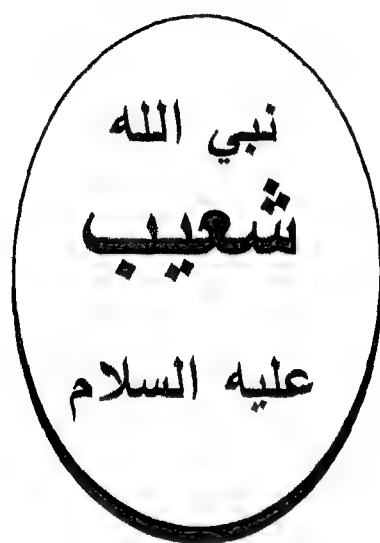 نبي الله
شعيب
عليه السلام